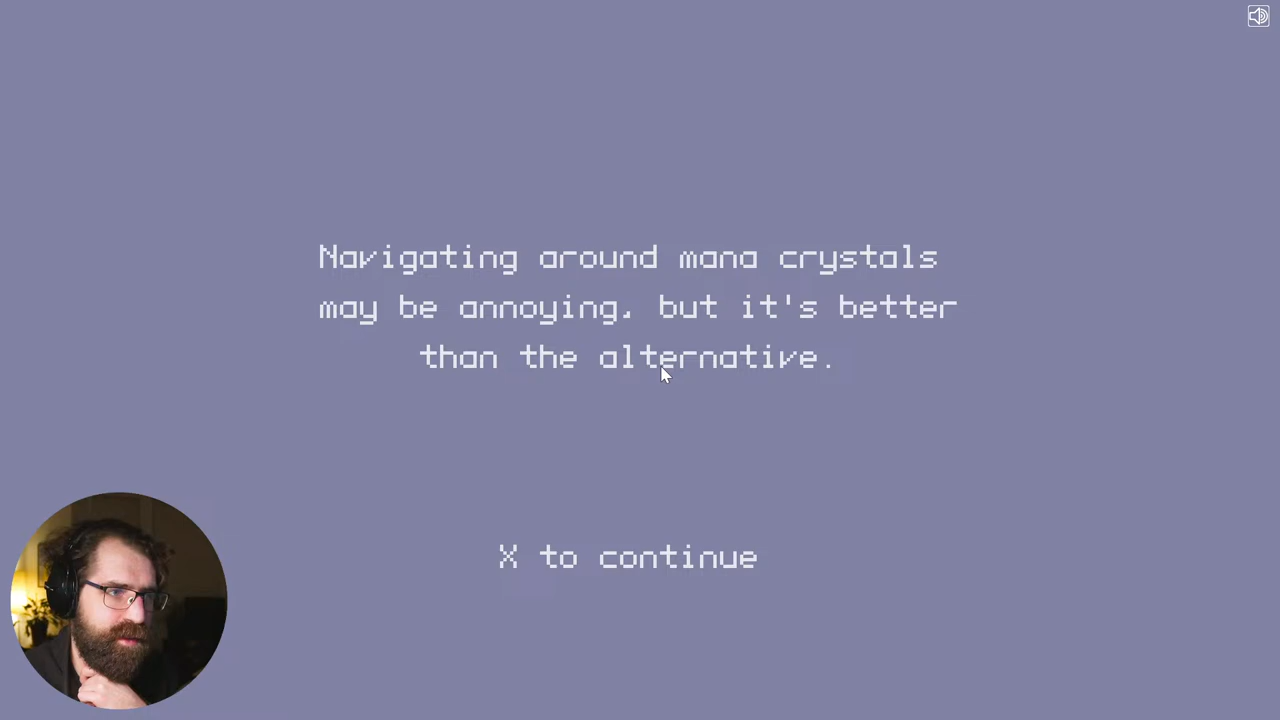 Navigating around mana crystals
may be annoying, but it's better
than the alternative.
X to continue